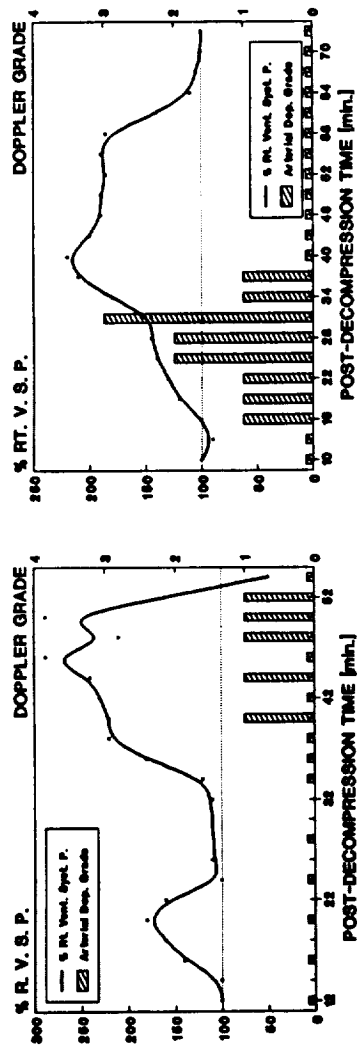 % R. V. S. P. DOPPLER GRADE
300 4
250
3
200
2
150
100
1
50
0 0
% Rt. Vent. Syst. P.
Arterial Dop. Grade
12 22 32 42 52
POST-DECOMPRESSION TIME [min.]
% RT. V. S. P. DOPPLER GRADE
250 4
200
3
150
2
100
1
50
0 0
% Rt. Vent. Syst. P.
Arterial Dop. Grade
10 16 22 28 34 40 46 52 58 64 70
POST-DECOMPRESSION TIME [min.]